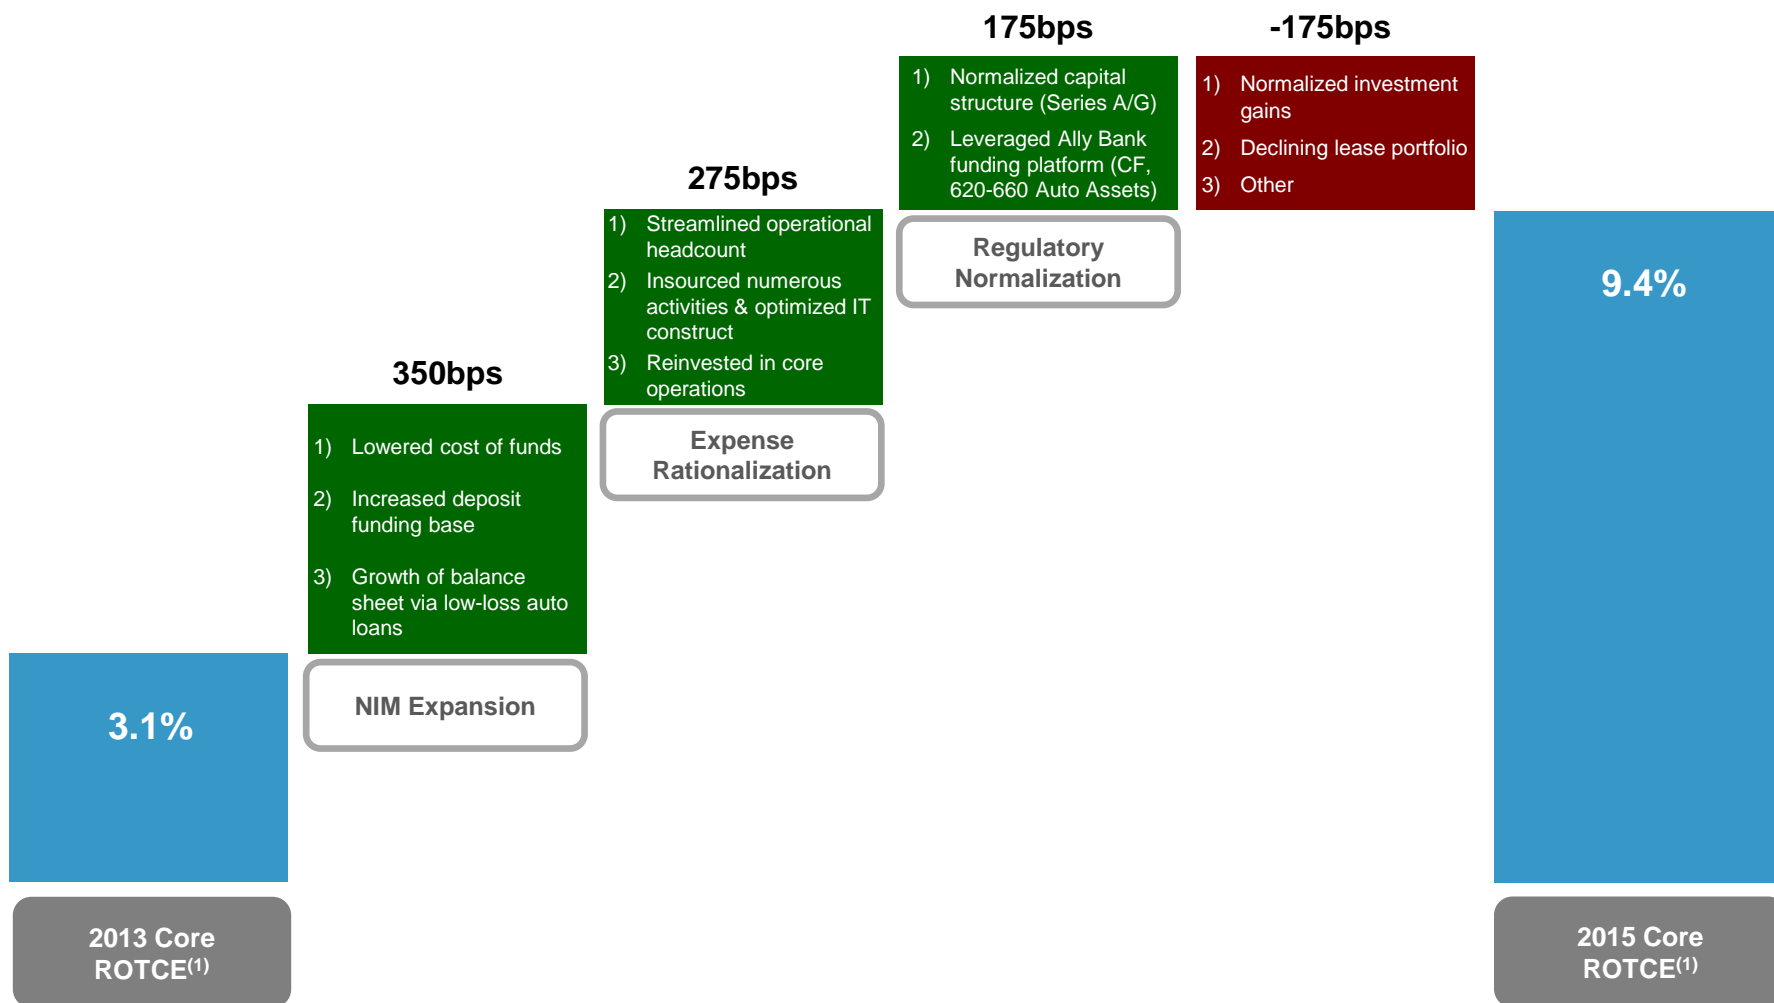 175bps
-175bps
1) Normalized capital
structure (Series A/G)
2) Leveraged Ally Bank
funding platform (CF,
620-660 Auto Assets)
1) Normalized investment
gains
2) Declining lease portfolio
3) Other
275bps
1) Streamlined operational
headcount
2) Insourced numerous
activities & optimized IT
construct
3) Reinvested in core
operations
Regulatory
Normalization
9.4%
350bps
1) Lowered cost of funds
2) Increased deposit
funding base
3) Growth of balance
sheet via low-loss auto
loans
Expense
Rationalization
3.1%
NIM Expansion
2013 Core
ROTCE(1)
2015 Core
ROTCE(1)